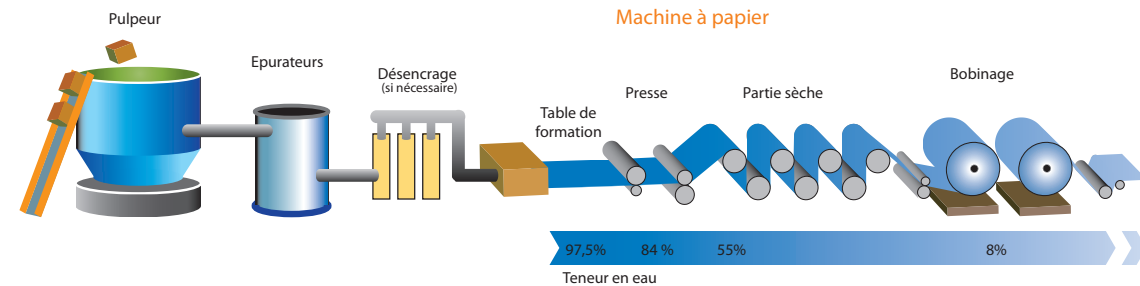 Machine à papier
Pulpeur
Epurateurs
Désencrage
(si nécessaire)
Table de
formation
Presse
Partie sèche
Bobinage
97,5%
84 %
55%
8%
Teneur en eau